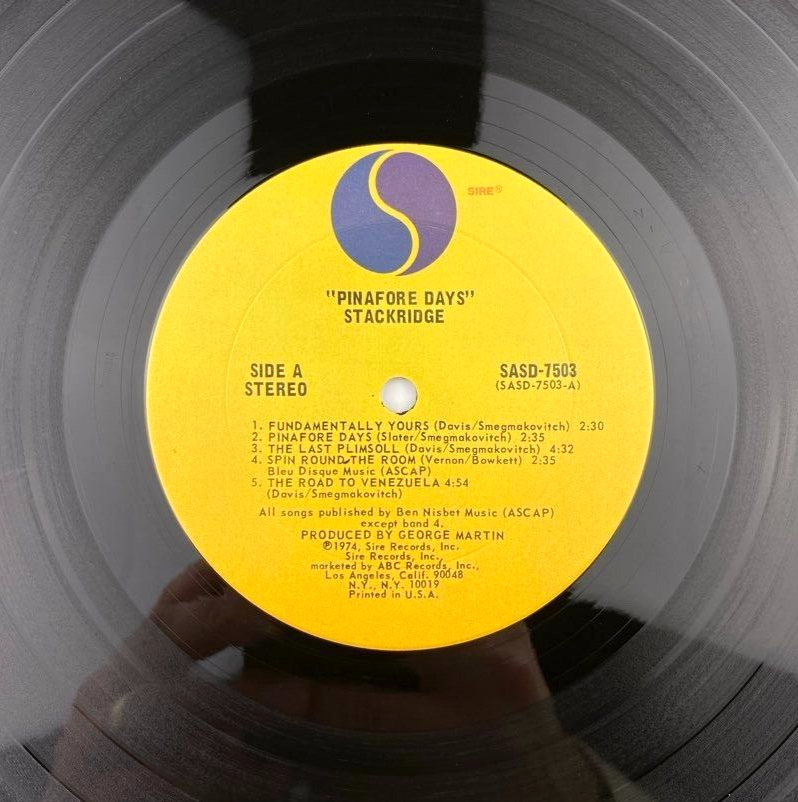 SIRE®
"PINAFORE DAYS"
STACKRIDGE
SIDE A
STEREO
SASD-7503
(SASD-7503-A)
1. FUNDAMENTALLY YOURS (Davis/Smegmakovitch) 2:30
2. PINAFORE DAYS (Slater/Smegmakovitch) 2:35
3. THE LAST PLIMSOLL (Davis/Smegmakovitch) 4:32
4. SPIN ROUND THE ROOM (Vernon/Bowkett) 2:35
Bleu Disque Music (ASCAP)
5. THE ROAD TO VENEZUELA 4:54
(Davis/Smegmakovitch)
All songs published by Ben Nisbet Music (ASCAP)
except band 4.
PRODUCED BY GEORGE MARTIN
℗1974, Sire Records, Inc.
Sire Records, Inc.,
marketed by ABC Records, Inc.,
Los Angeles, Calif. 90048
N.Y., N.Y. 10019
Printed in U.S.A.